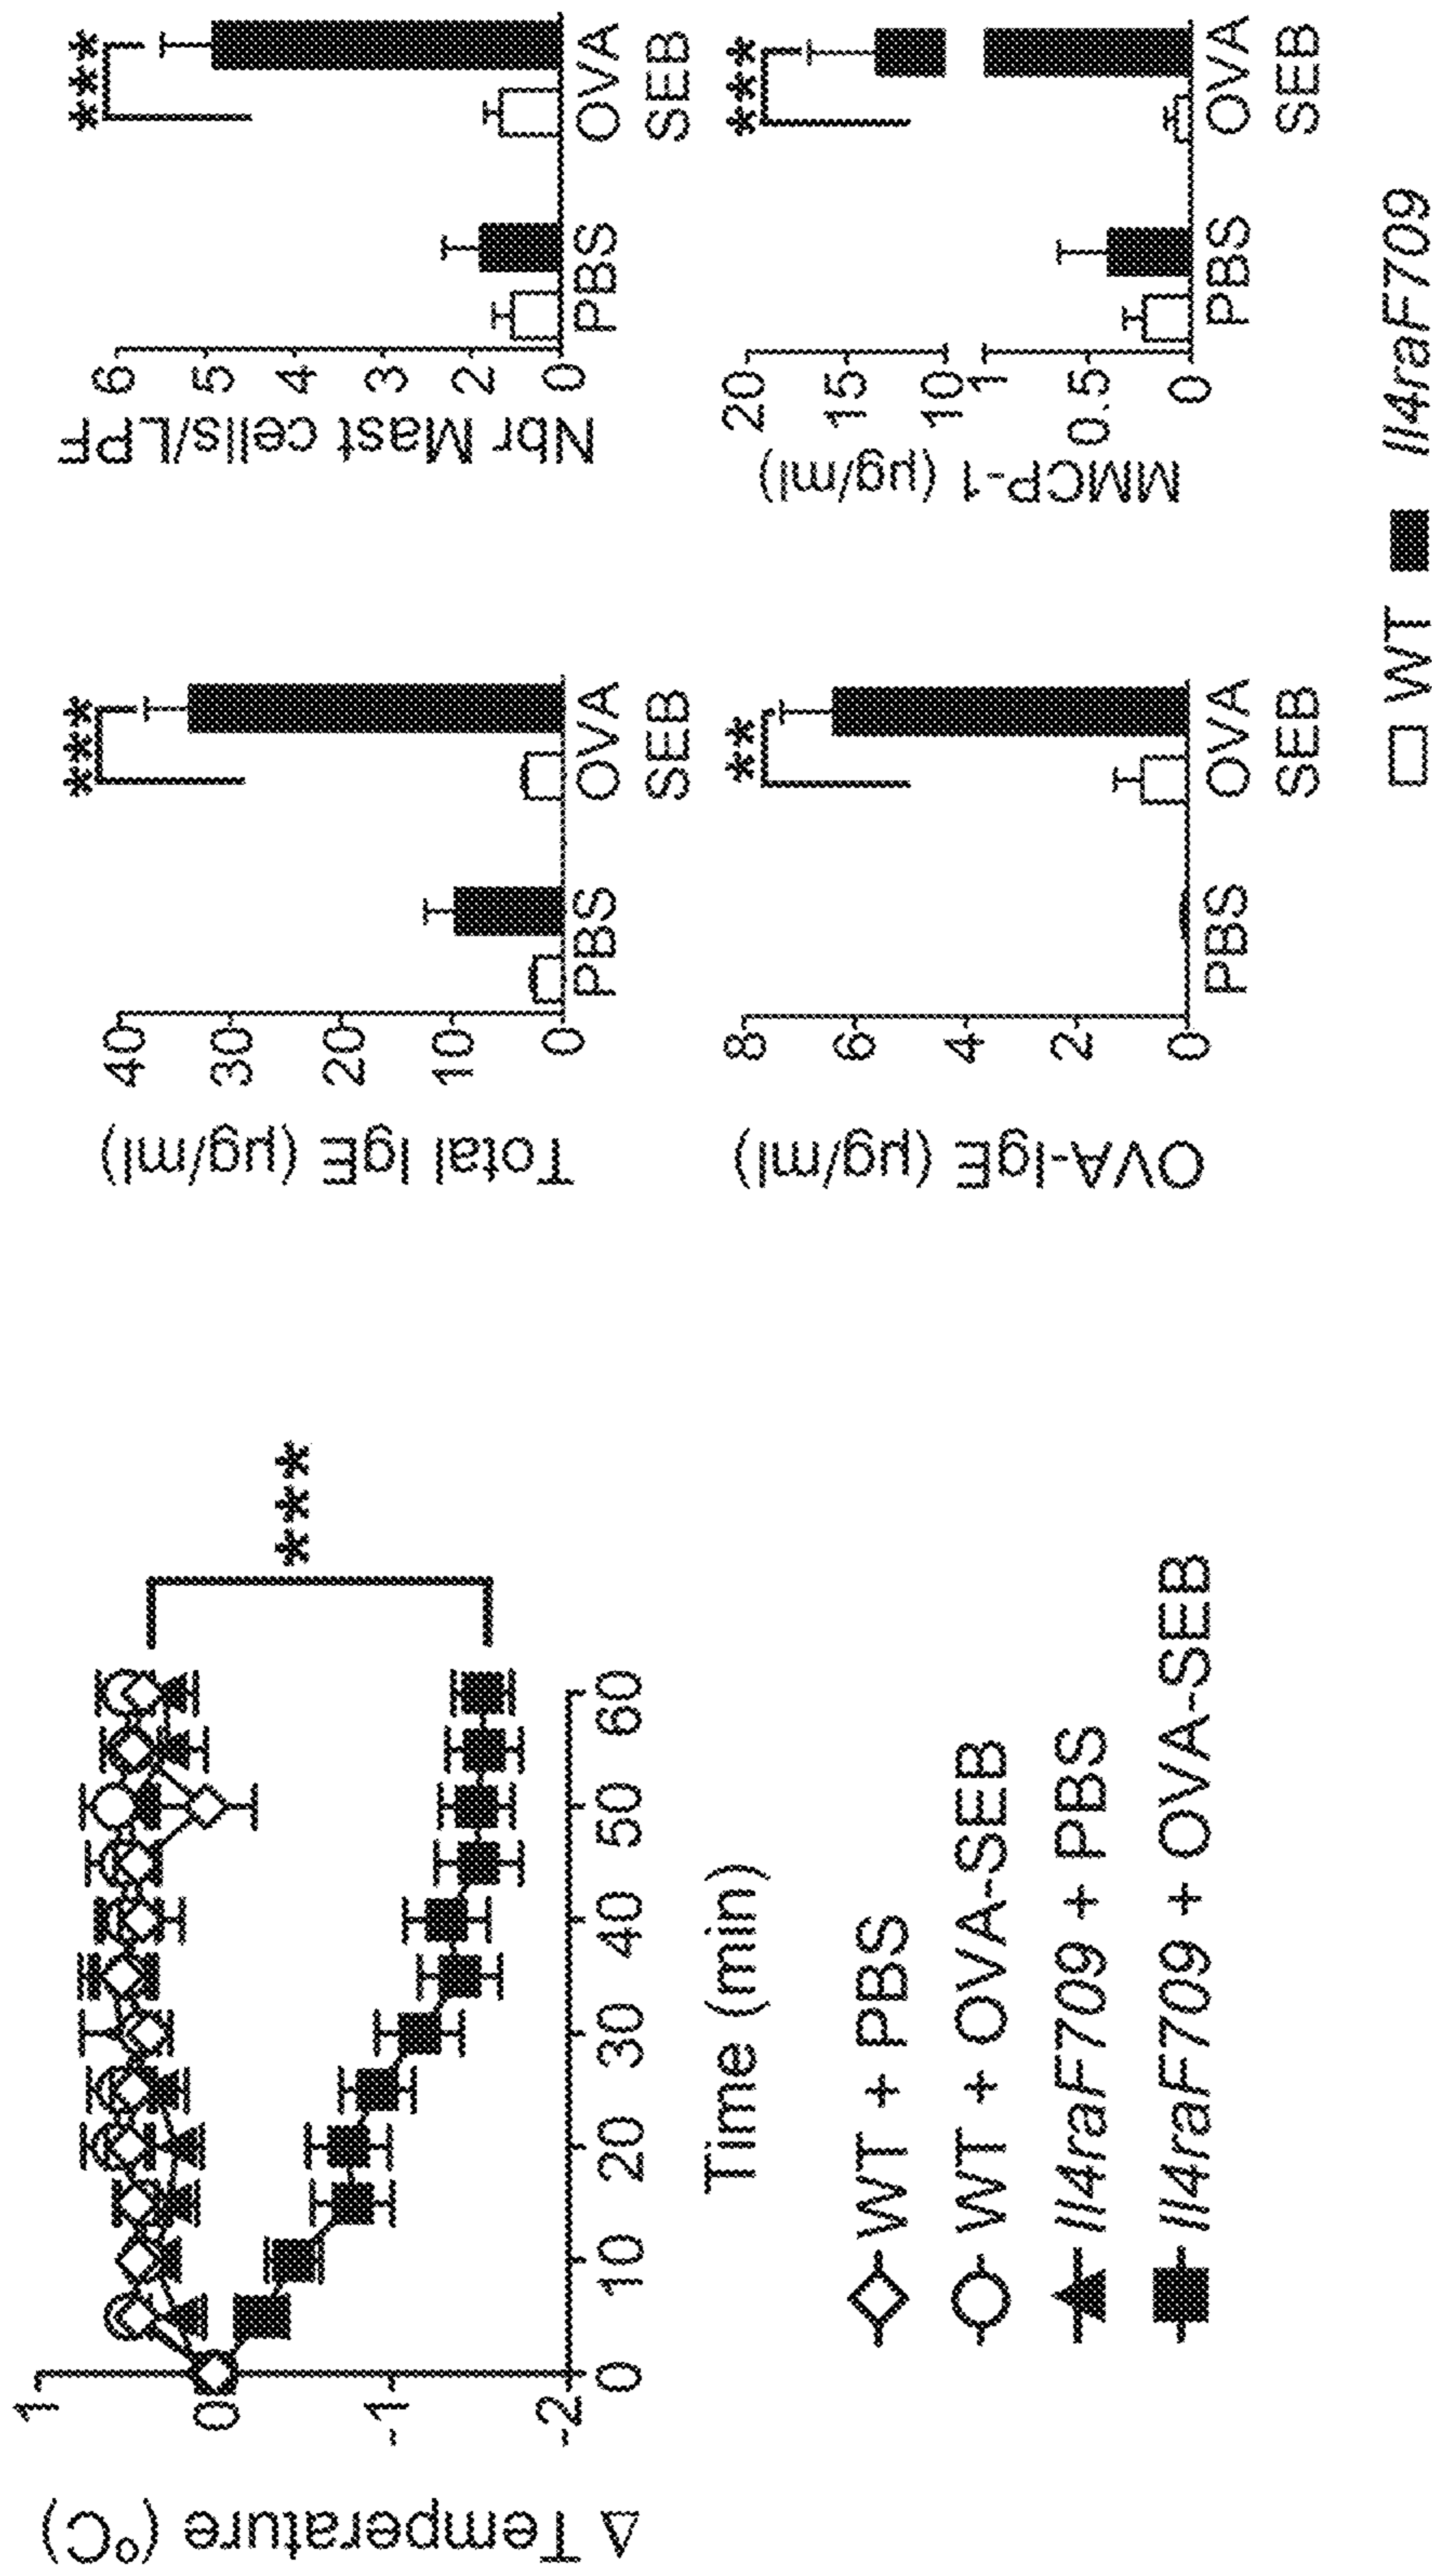 Δ Temperature (°C)
1
0
-1
-2
0 10 20 30 40 50 60
Time (min)
***
WT + PBS
WT + OVA-SEB
Il4raF709 + PBS
Il4raF709 + OVA-SEB
Total IgE (µg/ml)
40
30
20
10
0
***
PBS OVA
SEB
Nbr Mast cells/LPF
6
5
4
3
2
0
***
PBS OVA
SEB
OVA-IgE (µg/ml)
8
6
4
2
0
**
PBS OVA
SEB
MMCP-1 (µg/ml)
20
15
10
1
0.5
0
***
PBS OVA
SEB
WT Il4raF709